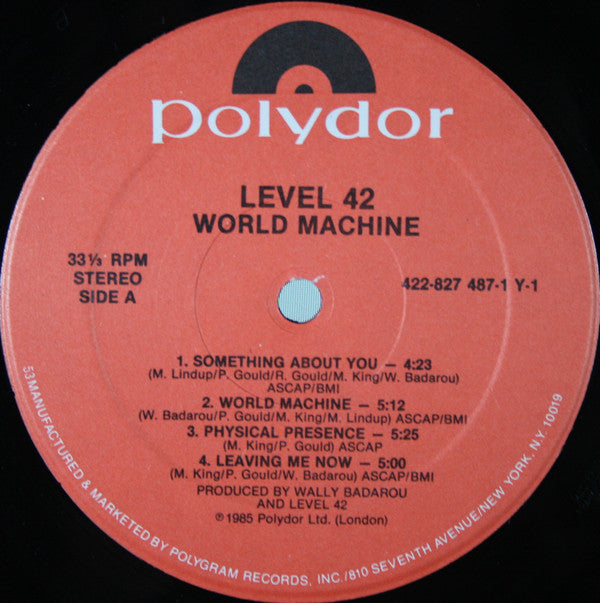 polydor
LEVEL 42
WORLD MACHINE
33⅓ RPM
STEREO
SIDE A
422-827 487-1 Y-1
1. SOMETHING ABOUT YOU – 4:23
(M. Lindup/P. Gould/R. Gould/M. King/W. Badarou)
ASCAP/BMI
2. WORLD MACHINE – 5:12
(W. Badarou/P. Gould/M. King/M. Lindup) ASCAP/BMI
3. PHYSICAL PRESENCE – 5:25
(M. King/P. Gould) ASCAP
4. LEAVING ME NOW – 5:00
(M. King/P. Gould/W. Badarou) ASCAP/BMI
PRODUCED BY WALLY BADAROU
AND LEVEL 42
℗1985 Polydor Ltd. (London)
53 MANUFACTURED & MARKETED BY POLYGRAM RECORDS, INC./810 SEVENTH AVENUE/NEW YORK, N.Y. 10019